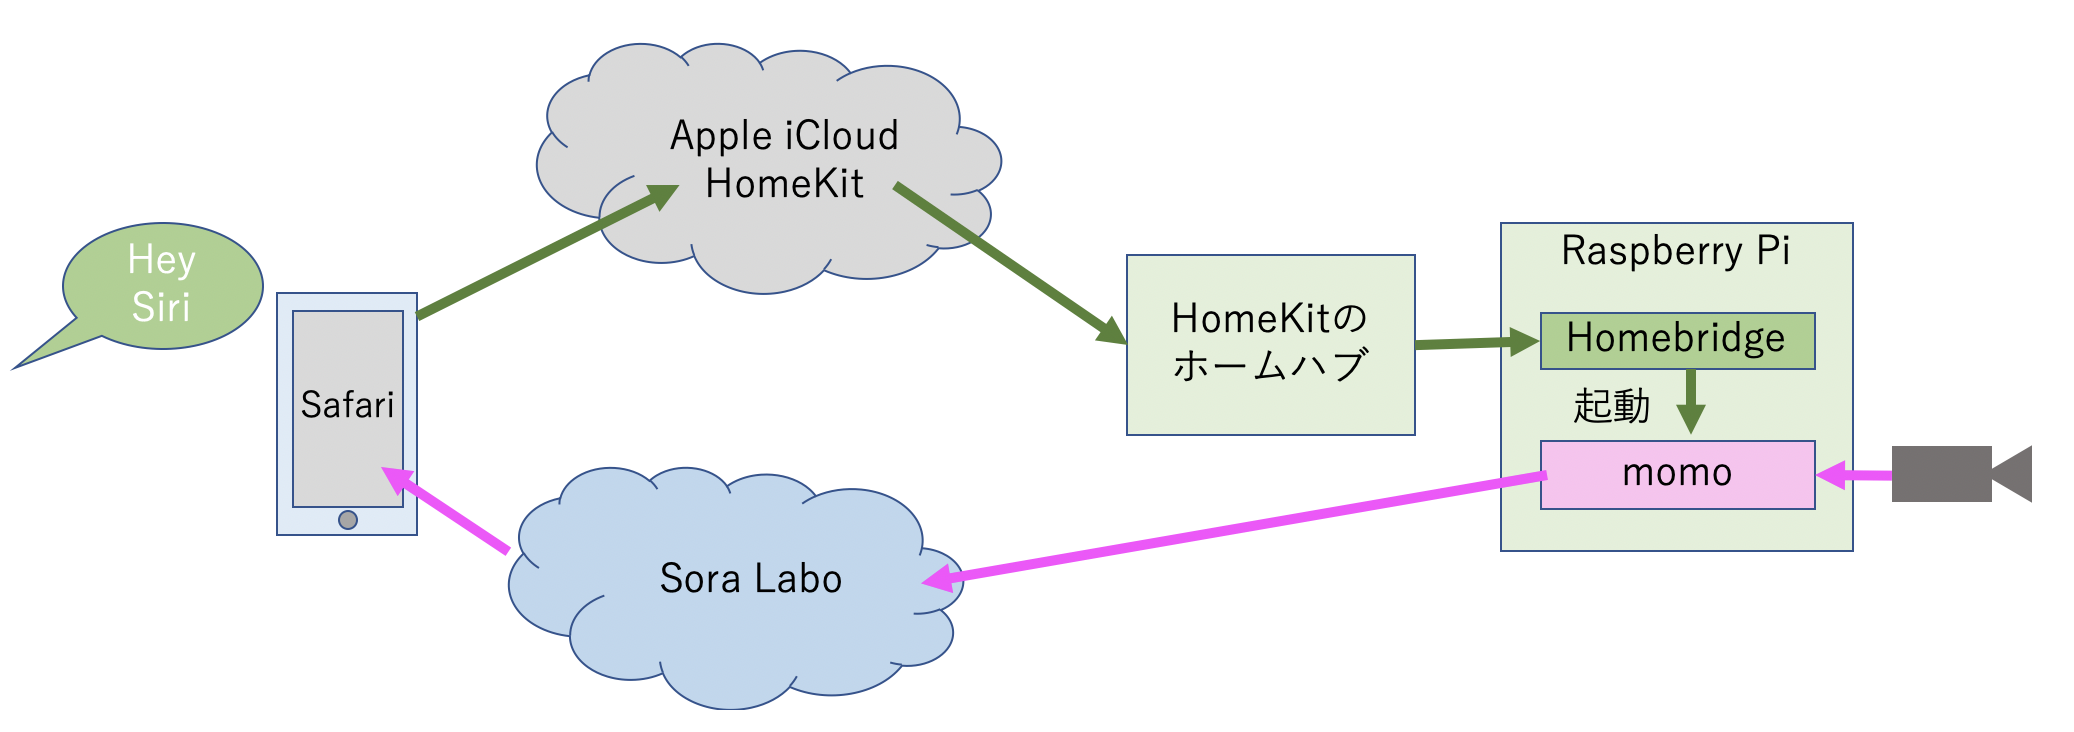 Hey
Siri
Safari
Apple iCloud
HomeKit
HomeKitの
ホームハブ
Raspberry Pi
Homebridge
起動
momo
Sora Labo